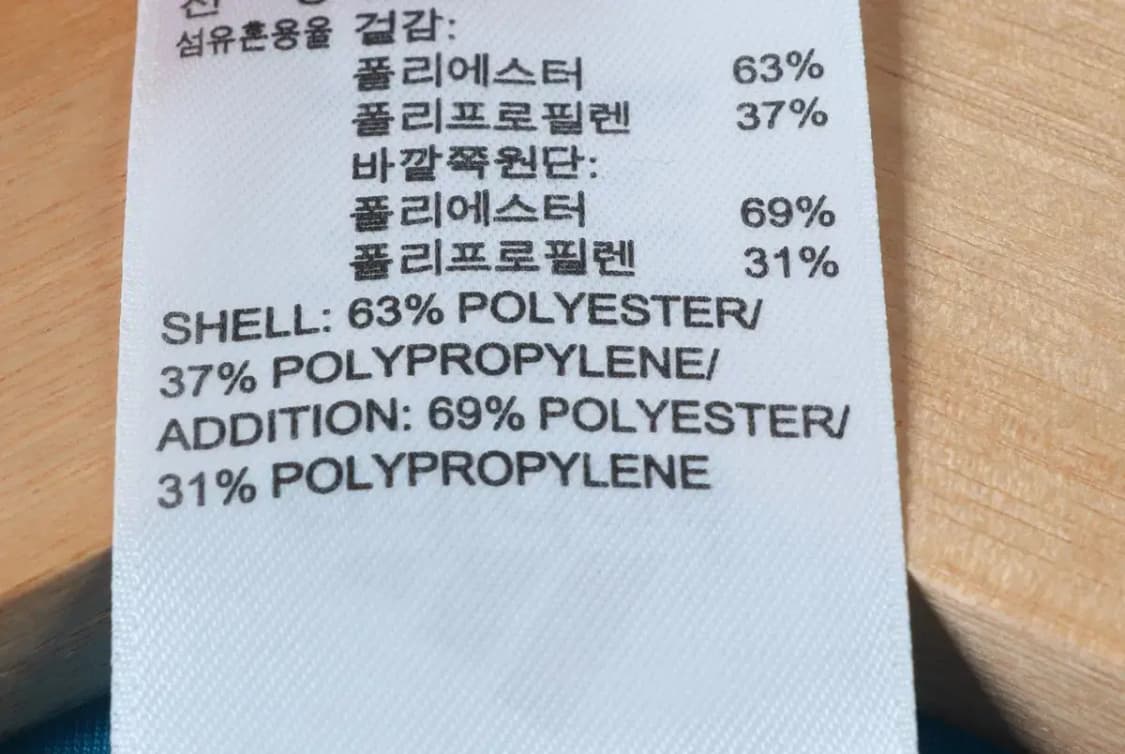 섬유혼용율 겉감:
폴리에스터 63%
폴리프로필렌 37%
바깥쪽원단:
폴리에스터 69%
폴리프로필렌 31%
SHELL: 63% POLYESTER/
37% POLYPROPYLENE/
ADDITION: 69% POLYESTER/
31% POLYPROPYLENE